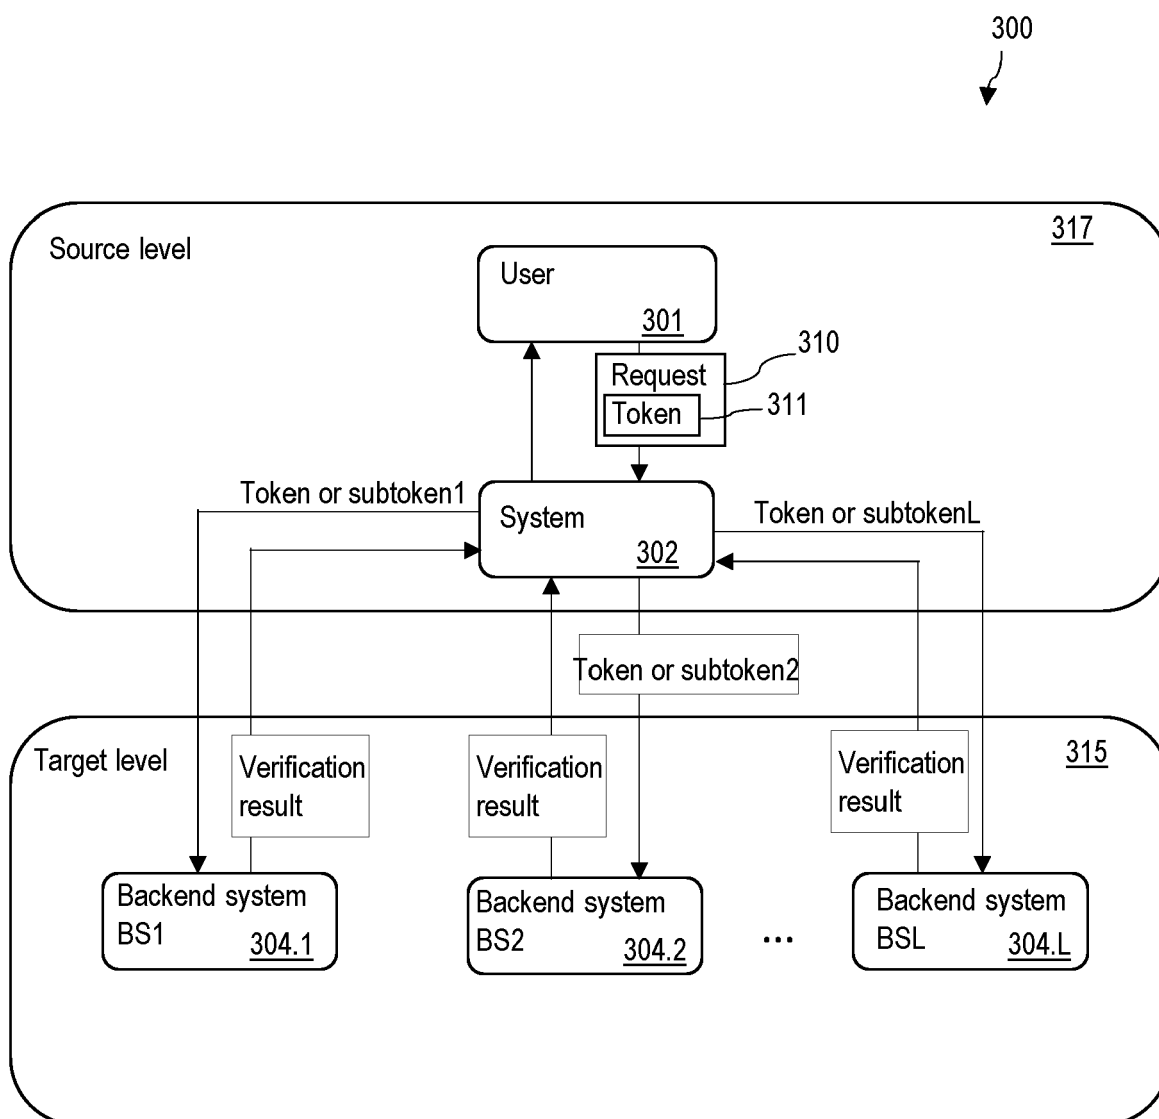 300
317
Source level
User
301
310
Request
Token
311
Token or subtoken1
System
302
Token or subtokenL
Token or subtoken2
Target level
315
Verification
result
Verification
result
Verification
result
Backend system
BS1
304.1
Backend system
BS2
304.2
...
Backend system
BSL
304.L